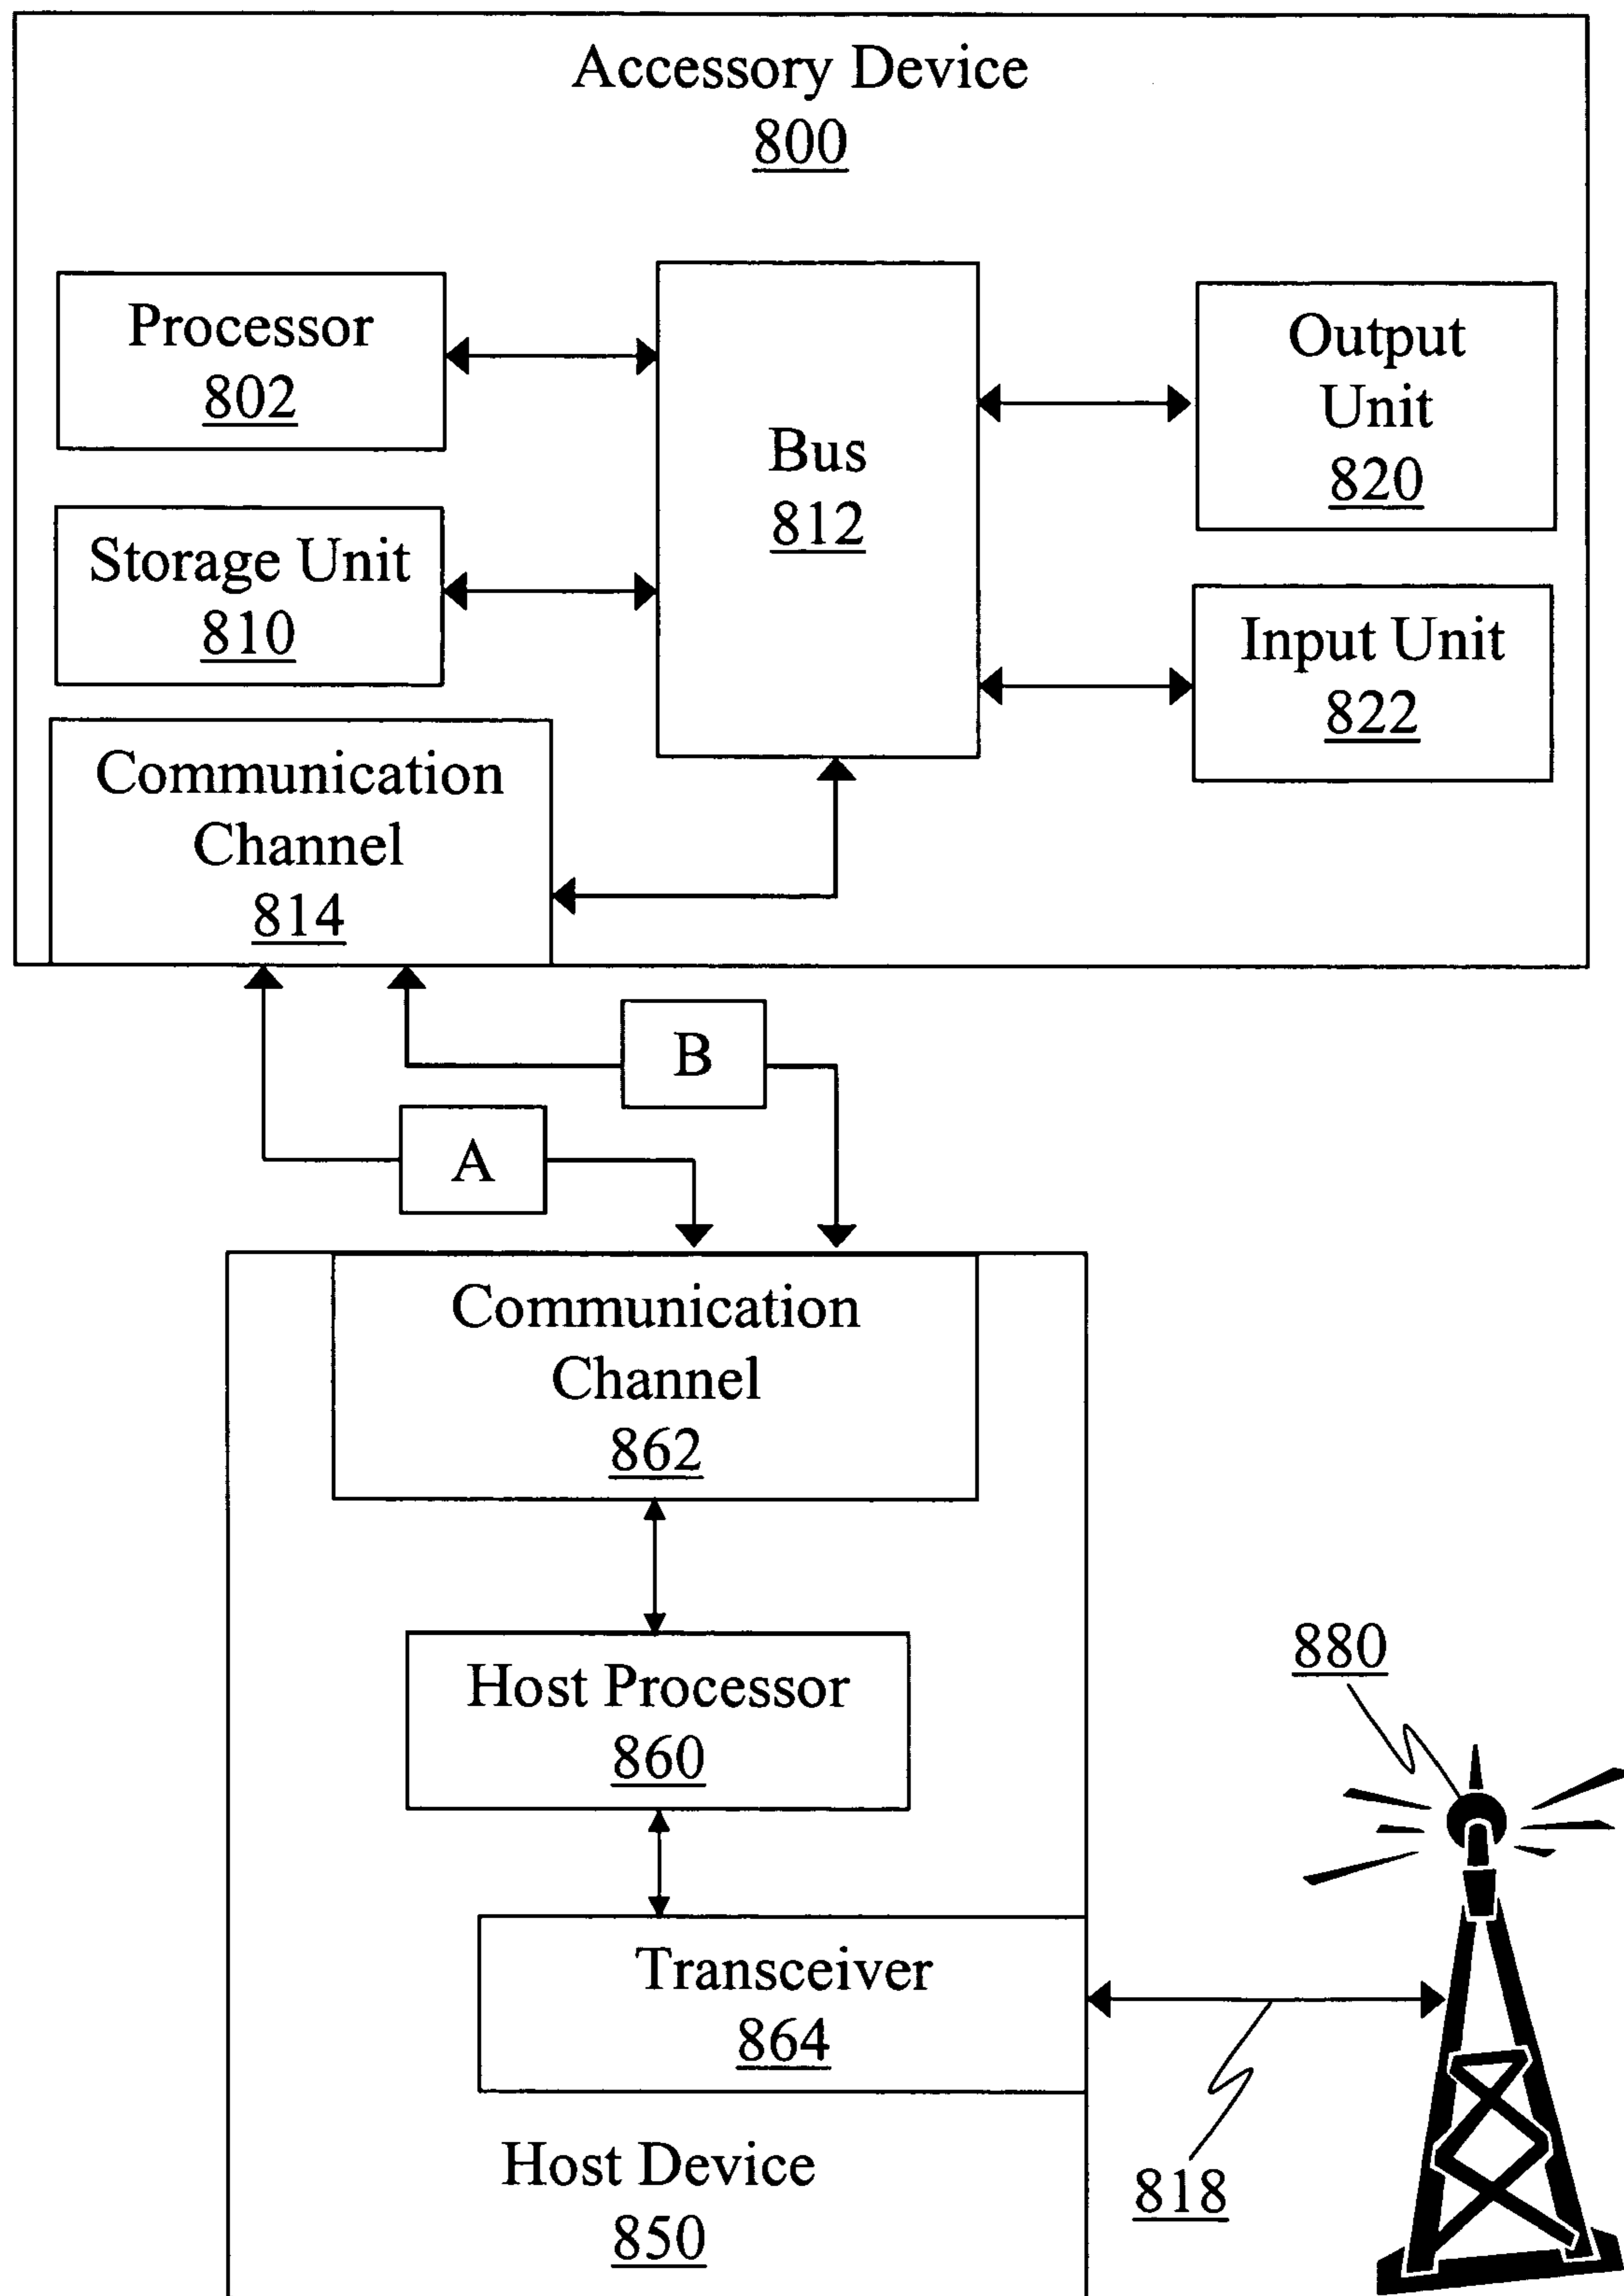 Accessory Device
800
Processor
802
Bus
812
Output
Unit
820
Storage Unit
810
Input Unit
822
Communication
Channel
814
B
A
Communication
Channel
862
Host Processor
860
880
Transceiver
864
818
Host Device
850